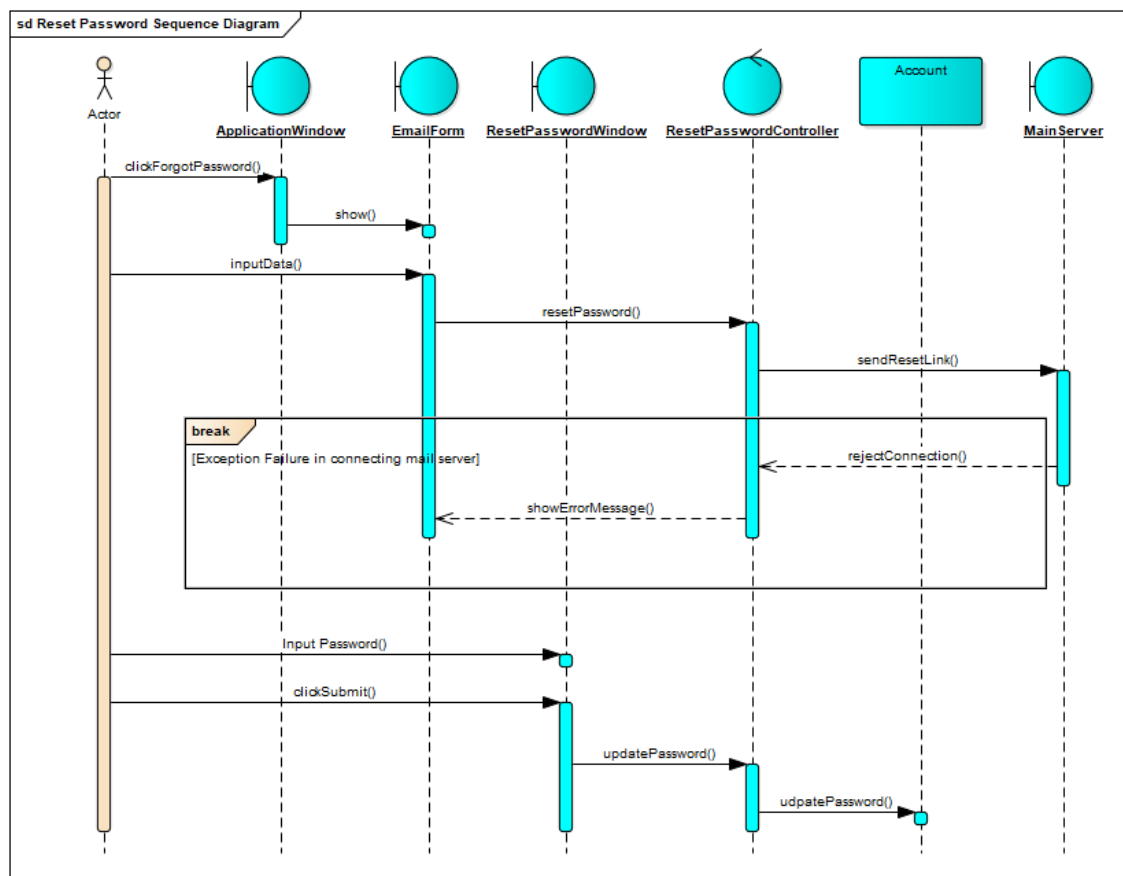 sd Reset Password Sequence Diagram
Actor
ApplicationWindow
EmailForm
ResetPasswordWindow
ResetPasswordController
Account
MainServer
clickForgotPassword()
show()
inputData()
resetPassword()
sendResetLink()
break
[Exception Failure in connecting mail server]
rejectConnection()
showErrorMessage()
Input Password()
clickSubmit()
updatePassword()
udpatePassword()